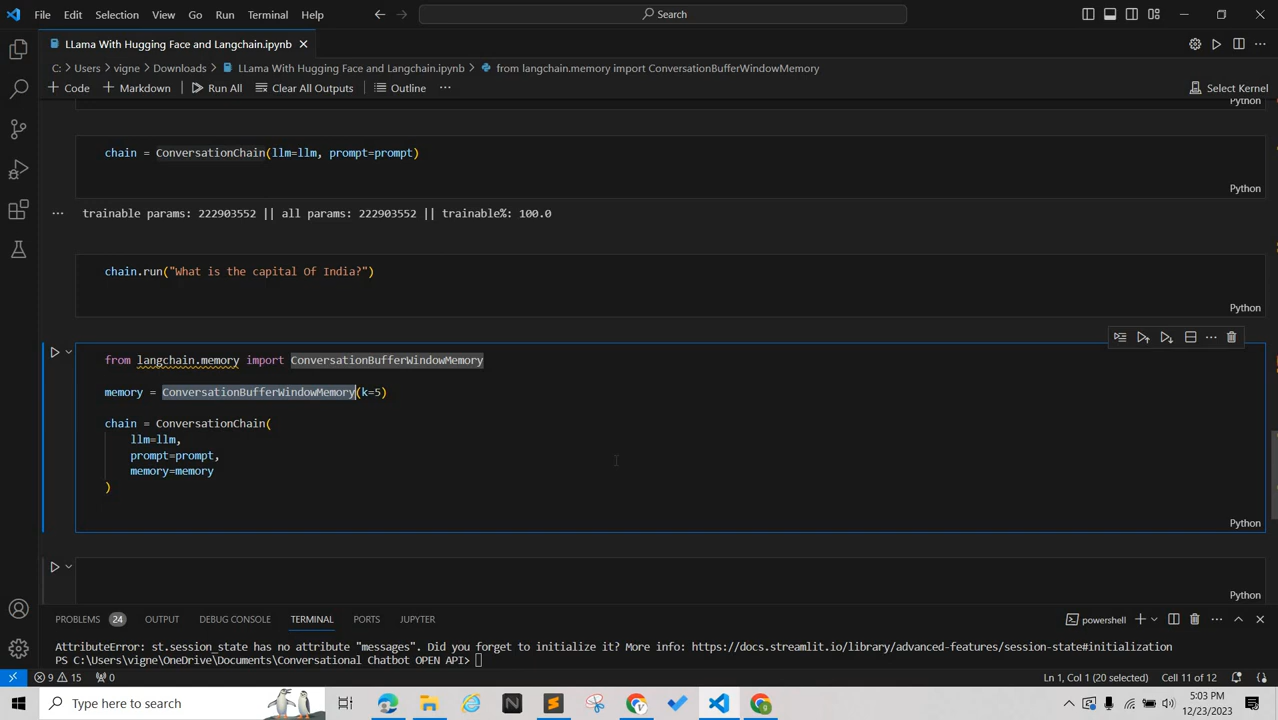 File Edit Selection View Go Run Terminal Help Search
LLama With Hugging Face and Langchain.ipynb
C: > Users > vigne > Downloads > LLama With Hugging Face and Langchain.ipynb > from langchain.memory import ConversationBufferWindowMemory
+ Code + Markdown Run All Clear All Outputs Outline ... Select Kernel
Python
chain = ConversationChain(llm=llm, prompt=prompt)
Python
... trainable params: 222903552 || all params: 222903552 || trainable%: 100.0
chain.run("What is the capital Of India?")
Python
from langchain.memory import ConversationBufferWindowMemory
memory = ConversationBufferWindowMemory(k=5)
chain = ConversationChain(
llm=llm,
prompt=prompt,
memory=memory
)
Python
Python
PROBLEMS 24 OUTPUT DEBUG CONSOLE TERMINAL PORTS JUPYTER powershell
AttributeError: st.session_state has no attribute "messages". Did you forget to initialize it? More info: https://docs.streamlit.io/library/advanced-features/session-state#initialization
PS C:\Users\vigne\OneDrive\Documents\Conversational Chatbot OPEN API>
9 15 0 Ln 1, Col 1 (20 selected) Cell 11 of 12
Type here to search 5:03 PM
12/23/2023